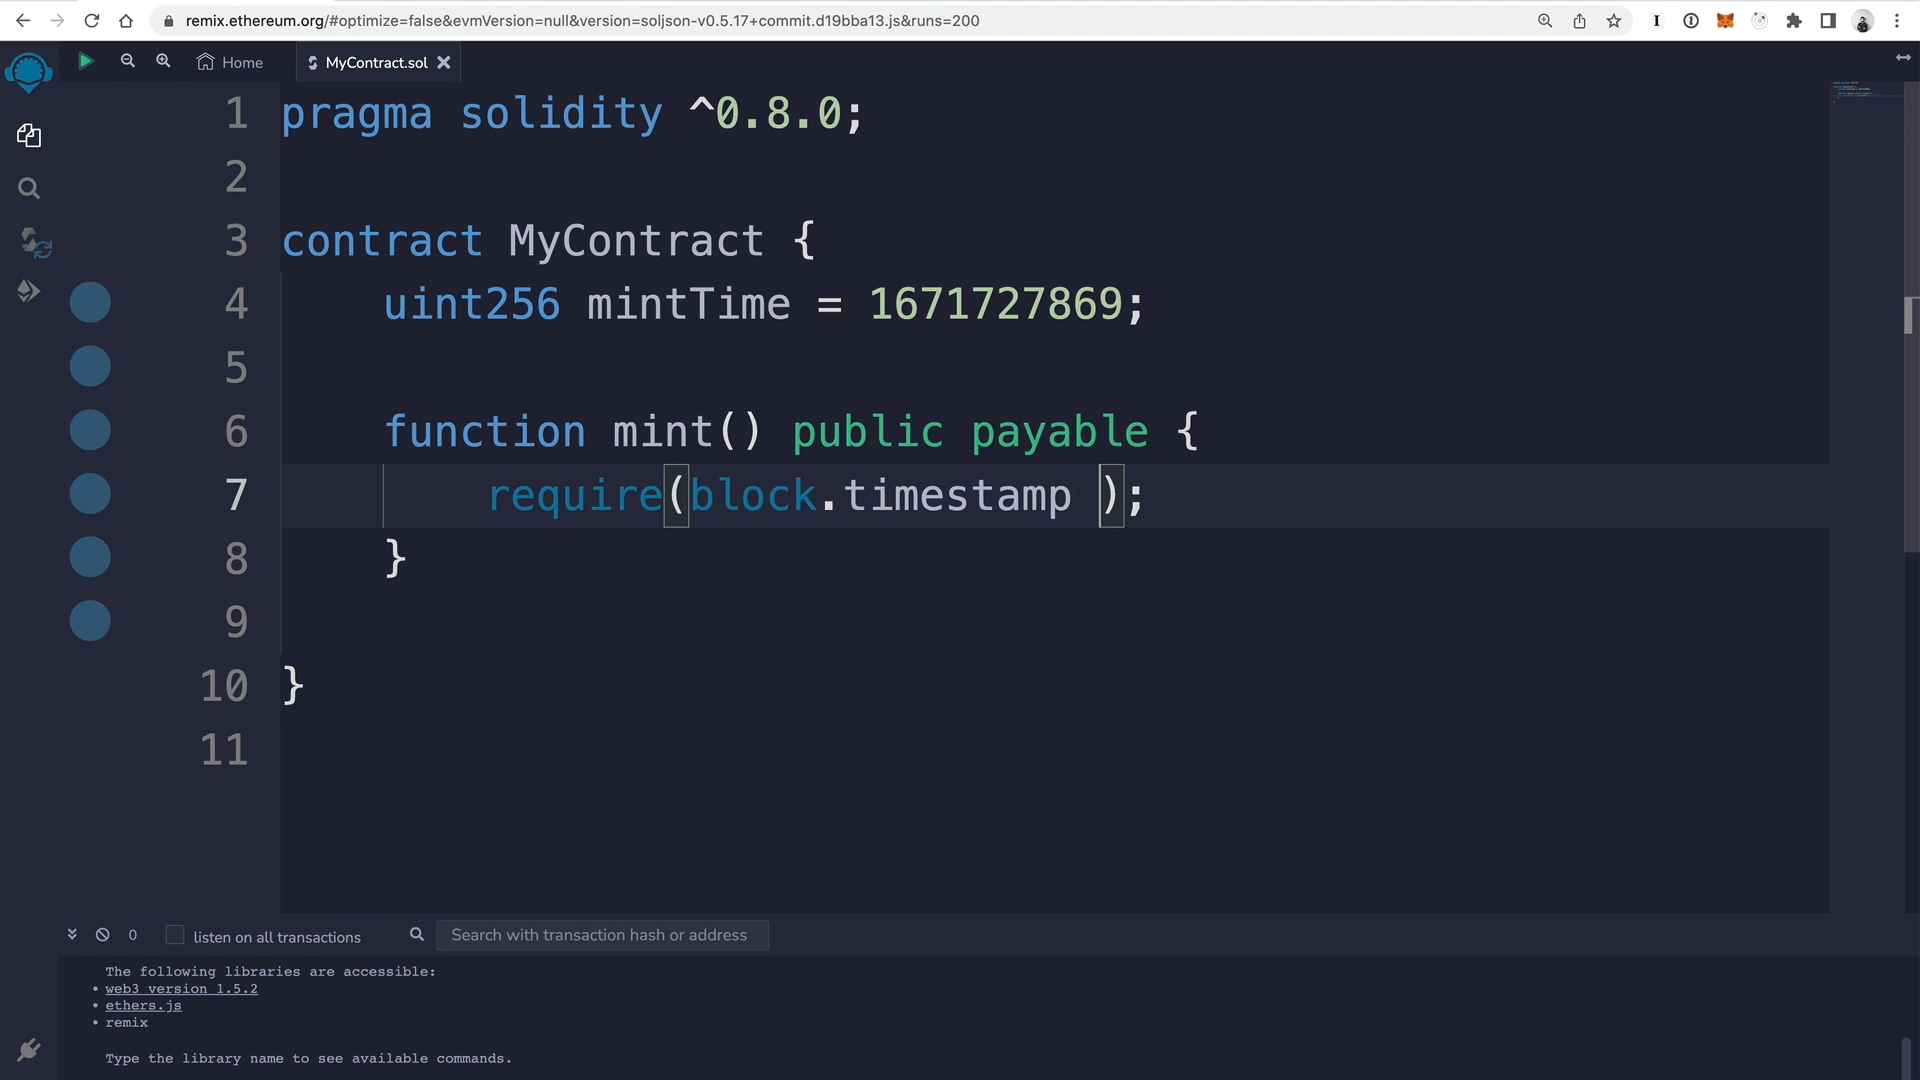 remix.ethereum.org/#optimize=false&evmVersion=null&version=soljson-v0.5.17+commit.d19bba13.js&runs=200
Home
MyContract.sol
1 pragma solidity ^0.8.0;
2
3 contract MyContract {
4 uint256 mintTime = 1671727869;
5
6 function mint() public payable {
7 require(block.timestamp );
8 }
9
10 }
11
0 listen on all transactions Search with transaction hash or address
The following libraries are accessible:
• web3 version 1.5.2
• ethers.js
• remix
Type the library name to see available commands.